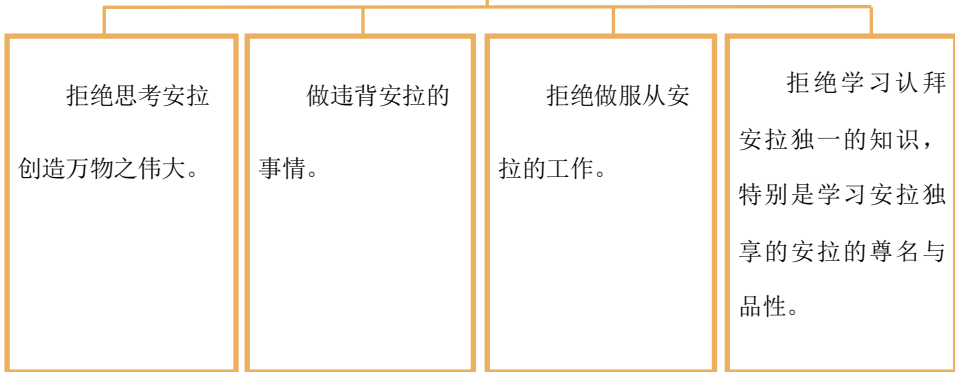 拒绝思考安拉
创造万物之伟大。
做违背安拉的
事情。
拒绝做服从安
拉的工作。
拒绝学习认拜
安拉独一的知识，
特别是学习安拉独
享的安拉的尊名与
品性。